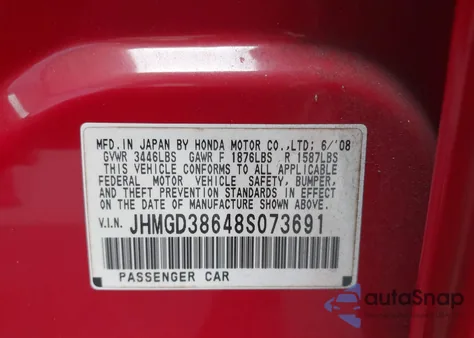 MFD.IN JAPAN BY HONDA MOTOR CO.,LTD; 6/'08
GVWR 3446LBS GAWR F 1876LBS R 1587LBS
THIS VEHICLE CONFORMS TO ALL APPLICABLE
FEDERAL MOTOR VEHICLE SAFETY, BUMPER,
AND THEFT PREVENTION STANDARDS IN EFFECT
ON THE DATE OF MANUFACTURE SHOWN ABOVE.
V.I.N. JHMGD38648S073691
PASSENGER CAR
autoSnap